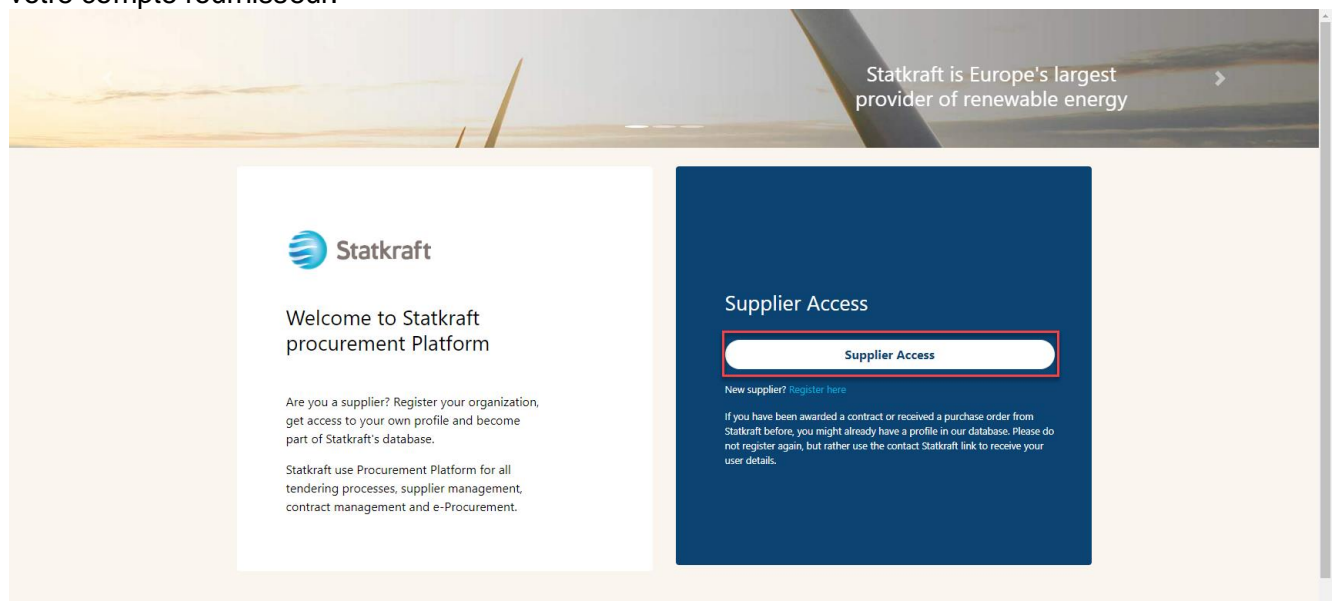 votre compte fournisseur.
Statkraft is Europe's largest
provider of renewable energy
Statkraft
Welcome to Statkraft
procurement Platform
Are you a supplier? Register your organization,
get access to your own profile and become
part of Statkraft's database.
Statkraft use Procurement Platform for all
tendering processes, supplier management,
contract management and e-Procurement.
Supplier Access
Supplier Access
New supplier? Register here
If you have been awarded a contract or received a purchase order from
Statkraft before, you might already have a profile in our database. Please do
not register again, but rather use the contact Statkraft link to receive your
user details.